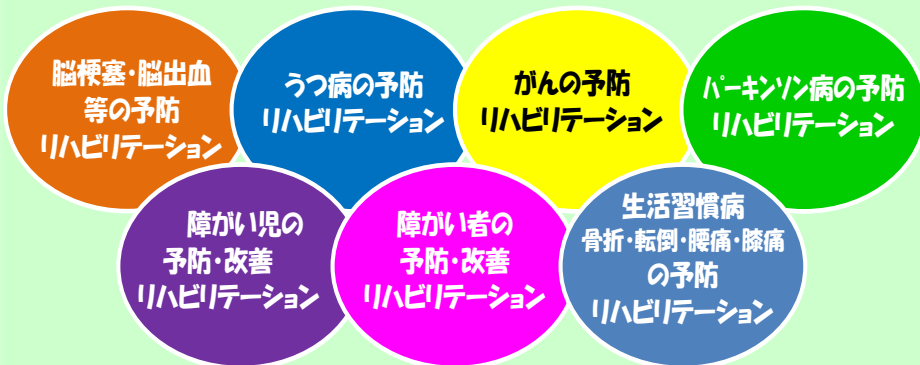 脳梗塞・脳出血
等の予防
リハビリテーション
うつ病の予防
リハビリテーション
がんの予防
リハビリテーション
パーキンソン病の予防
リハビリテーション
障がい児の
予防・改善
リハビリテーション
障がい者の
予防・改善
リハビリテーション
生活習慣病
骨折・転倒・腰痛・膝痛
の予防
リハビリテーション